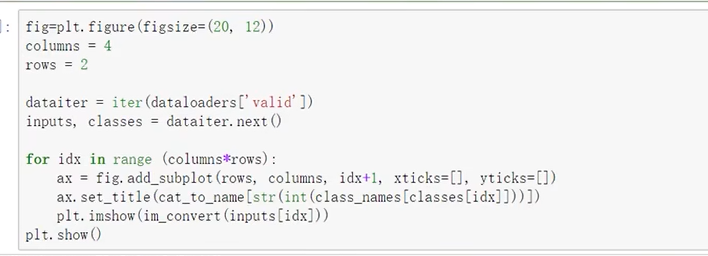 ]:
fig=plt.figure(figsize=(20, 12))
columns = 4
rows = 2
dataiter = iter(dataloaders['valid'])
inputs, classes = dataiter.next()
for idx in range (columns*rows):
ax = fig.add_subplot(rows, columns, idx+1, xticks=[], yticks=[])
ax.set_title(cat_to_name[str(int(class_names[classes[idx]]))])
plt.imshow(im_convert(inputs[idx]))
plt.show()